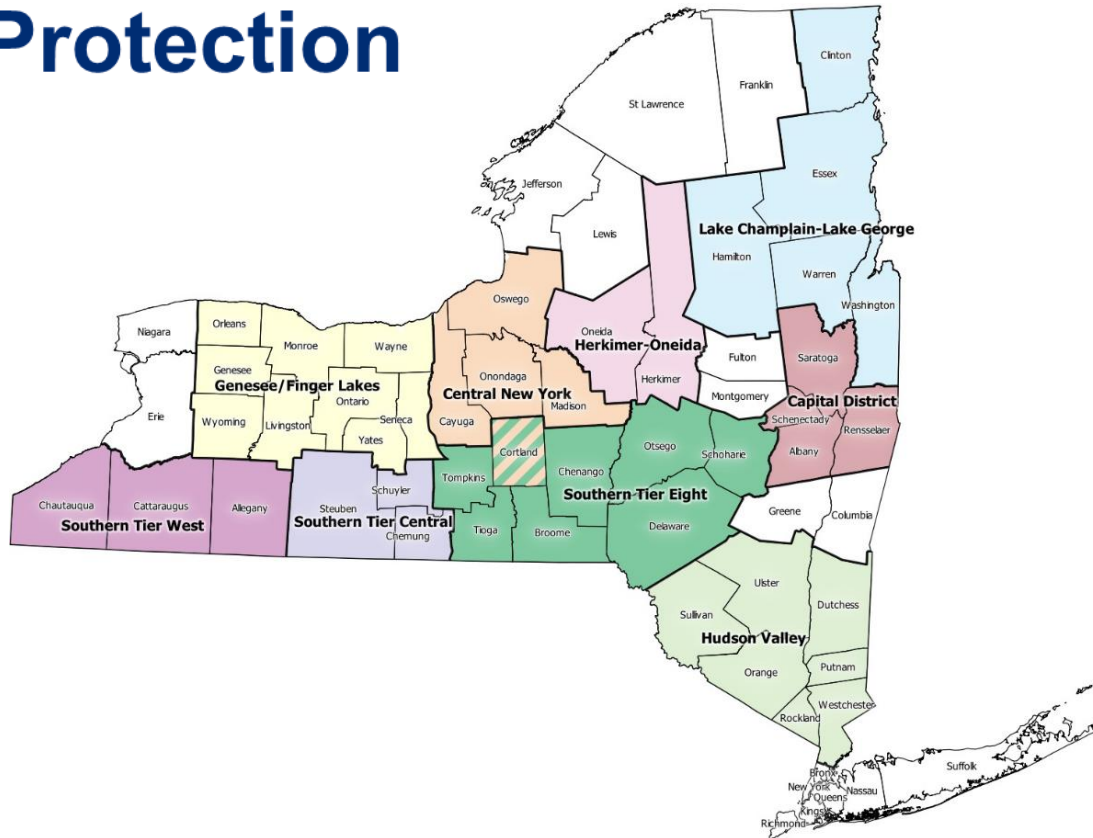 Protection
Clinton
Franklin
St Lawrence
Essex
Jefferson
Lewis
Lake Champlain-Lake George
Hamilton
Warren
Washington
Oswego
Niagara
Orleans
Monroe
Wayne
Oneida
Herkimer-Oneida
Fulton
Saratoga
Genesee
Genesee/Finger Lakes
Onondaga
Central New York
Herkimer
Montgomery
Capital District
Erie
Wyoming
Livingston
Ontario
Seneca
Yates
Cayuga
Madison
Schenectady
Rensselaer
Albany
Cortland
Otsego
Schoharie
Tompkins
Chenango
Southern Tier Eight
Schuyler
Chautauqua
Cattaraugus
Allegany
Southern Tier West
Steuben
Southern Tier Central
Chemung
Tioga
Broome
Delaware
Greene
Columbia
Ulster
Dutchess
Sullivan
Hudson Valley
Orange
Putnam
Rockland
Westchester
Bronx
New York
Queens
Nassau
Suffolk
Kings
Richmond